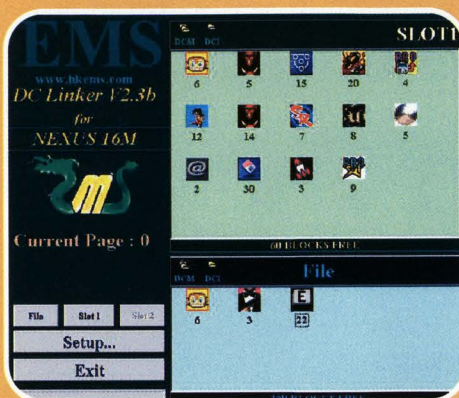 EMS
www.hkems.com
DC Linker V2.3b
for
NEXUS 16M
M
Current Page : 0
File Slot 1 Slot 2
Setup...
Exit
DCM DCI
SLOT1
6 5 15 20 4
12 14 7 8 5
@
2 30 3 9
60 BLOCKS FREE
DCM DCI
File
E
6 3 22